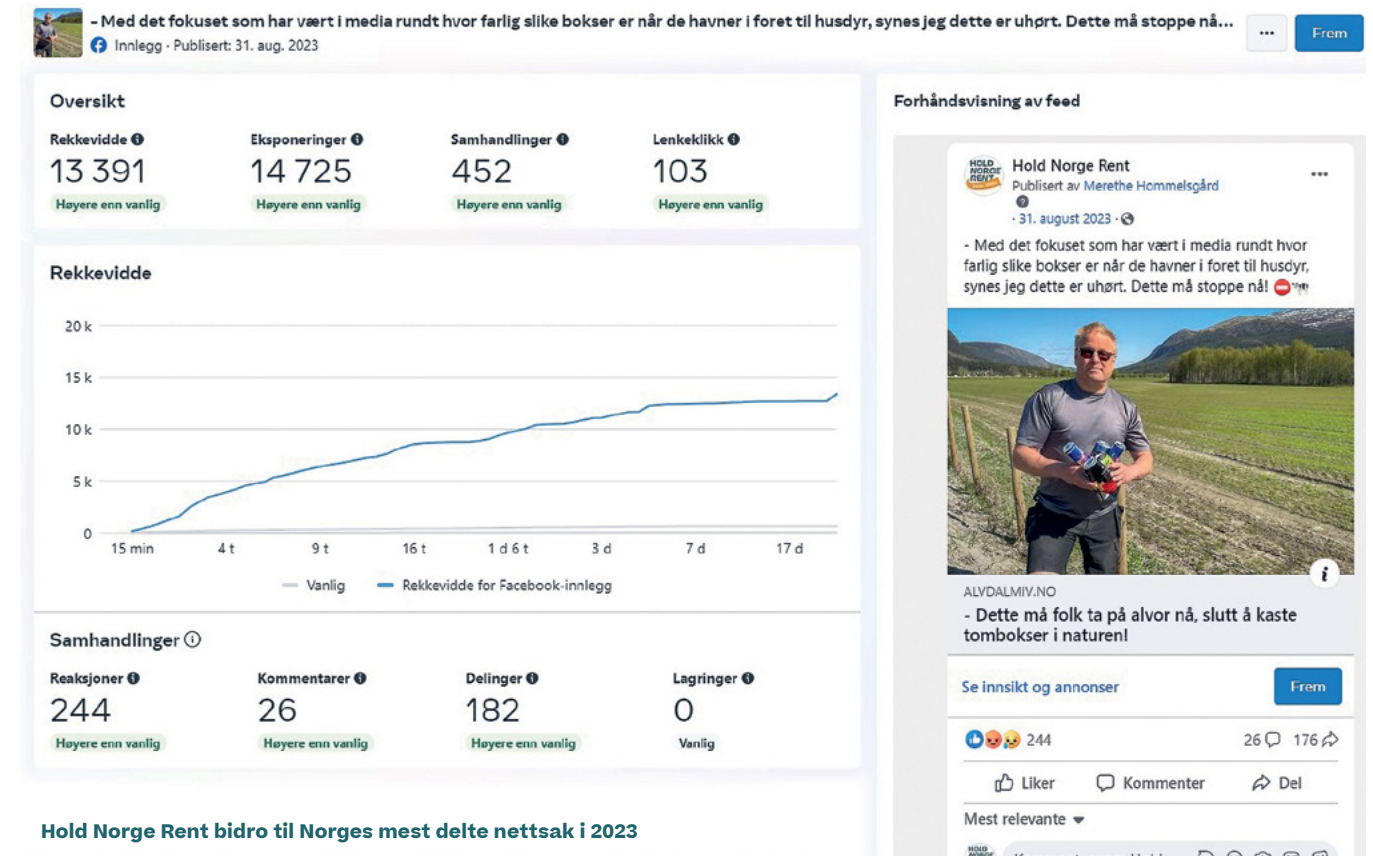 - Med det fokuset som har vært i media rundt hvor farlig slike bokser er når de havner i foret til husdyr, synes jeg dette er uhørt. Dette må stoppe nå...
Innlegg · Publisert: 31. aug. 2023
...
Frem
Oversikt
Rekkevidde
Eksponeringer
Samhandlinger
Lenkeklikk
13 391
14 725
452
103
Høyere enn vanlig
Høyere enn vanlig
Høyere enn vanlig
Høyere enn vanlig
Rekkevidde
20 k
15 k
10 k
5 k
0
15 min
4 t
9 t
16 t
1 d 6 t
3 d
7 d
17 d
Vanlig
Rekkevidde for Facebook-innlegg
Samhandlinger
Reaksjoner
Kommentarer
Delinger
Lagringer
244
26
182
0
Høyere enn vanlig
Høyere enn vanlig
Høyere enn vanlig
Vanlig
Hold Norge Rent bidro til Norges mest delte nettsak i 2023
Forhåndsvisning av feed
HOLD
NORGE
RENT
Hold Norge Rent
Publisert av Merethe Hommelsgård
· 31. august 2023 ·
- Med det fokuset som har vært i media rundt hvor
farlig slike bokser er når de havner i foret til husdyr,
synes jeg dette er uhørt. Dette må stoppe nå!
ALVDALMIV.NO
- Dette må folk ta på alvor nå, slutt å kaste
tombokser i naturen!
Se innsikt og annonser
Frem
244
26
176
Liker
Kommenter
Del
Mest relevante
HOLD